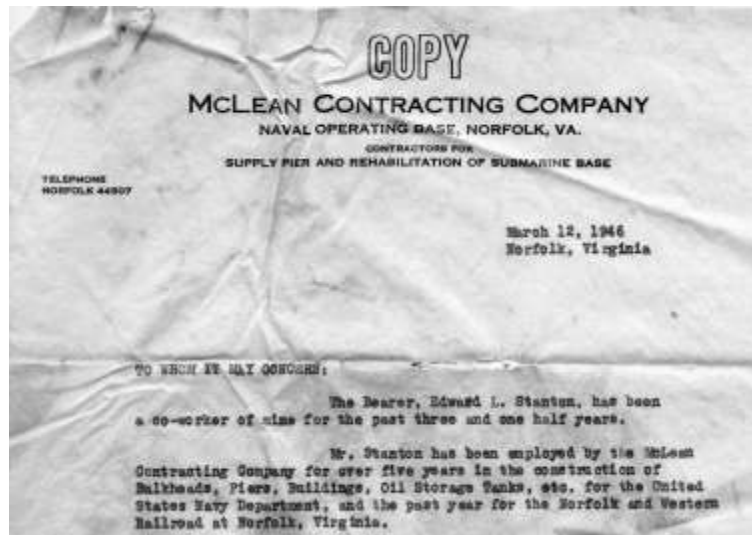 COPY
McLEAN CONTRACTING COMPANY
NAVAL OPERATING BASE, NORFOLK, VA.
CONTRACTORS FOR
SUPPLY PIER AND REHABILITATION OF SUBMARINE BASE
TELEPHONE
NORFOLK 44907
March 12, 1946
Norfolk, Virginia
TO WHOM IT MAY CONCERN:
The Bearer, Edward L. Stanton, has been
a co-worker of mine for the past three and one half years.
Mr. Stanton has been employed by the McLean
Contracting Company for over five years in the construction of
Bulkheads, Piers, Buildings, Oil Storage Tanks, etc. for the United
States Navy Department, and the past year for the Norfolk and Western
Railroad at Norfolk, Virginia.